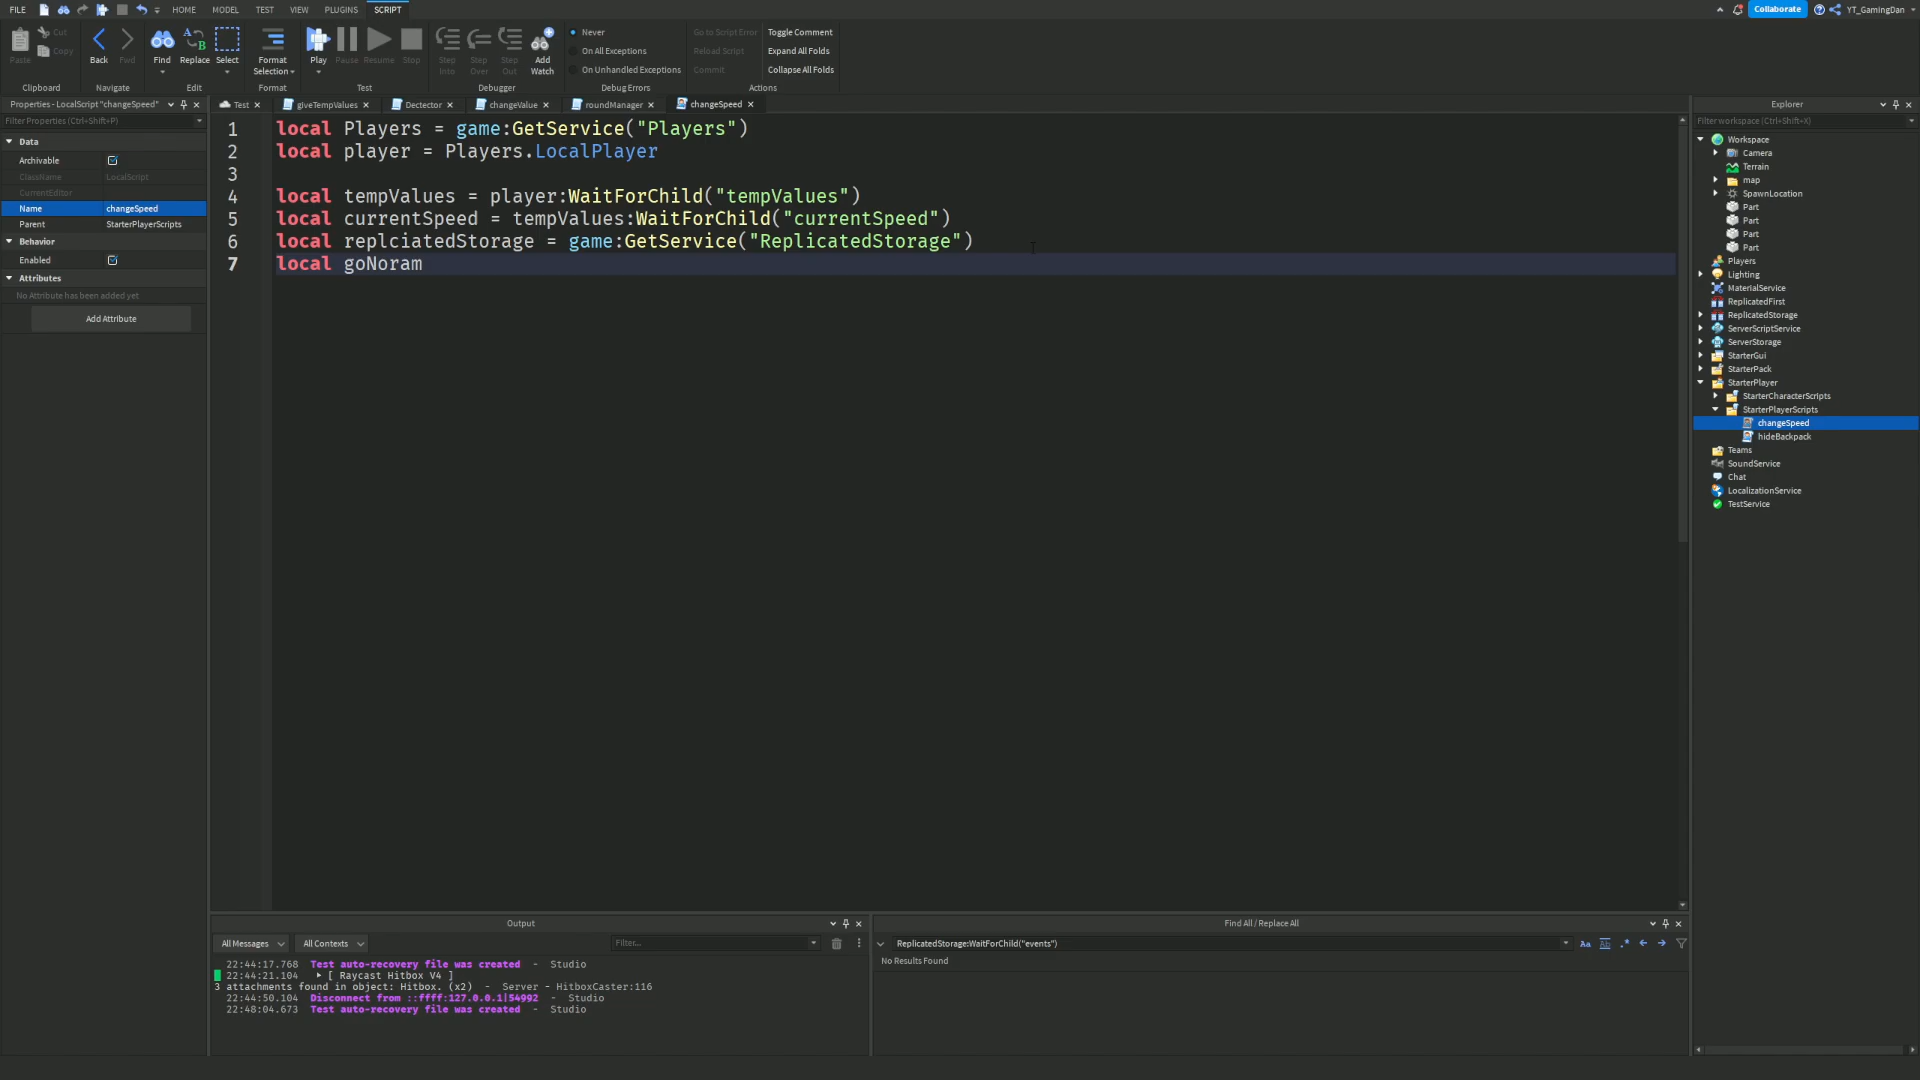 FILE HOME MODEL TEST VIEW PLUGINS SCRIPT Collaborate YT_GamingDan
Paste Cut Copy Back Fwd Find Replace Select Format Selection Play Pause Resume Stop Step Into Step Over Step Out Add Watch
Never
On All Exceptions
On Unhandled Exceptions
Go to Script Error
Reload Script
Commit
Toggle Comment
Expand All Folds
Collapse All Folds
Clipboard Navigate Edit Format Test Debugger Debug Errors Actions
Properties - LocalScript "changeSpeed"
Filter Properties (Ctrl+Shift+P)
Data
Archivable
ClassName LocalScript
CurrentEditor
Name changeSpeed
Parent StarterPlayerScripts
Behavior
Enabled
Attributes
No Attribute has been added yet
Add Attribute
Test giveTempValues Dectector changeValue roundManager changeSpeed
1 local Players = game:GetService("Players")
2 local player = Players.LocalPlayer
3
4 local tempValues = player:WaitForChild("tempValues")
5 local currentSpeed = tempValues:WaitForChild("currentSpeed")
6 local replciatedStorage = game:GetService("ReplicatedStorage")
7 local goNoram
Explorer
Filter workspace (Ctrl+Shift+X)
Workspace
Camera
Terrain
map
SpawnLocation
Part
Part
Part
Part
Players
Lighting
MaterialService
ReplicatedFirst
ReplicatedStorage
ServerScriptService
ServerStorage
StarterGui
StarterPack
StarterPlayer
StarterCharacterScripts
StarterPlayerScripts
changeSpeed
hideBackpack
Teams
SoundService
Chat
LocalizationService
TestService
Output
All Messages All Contexts Filter...
22:44:17.768 Test auto-recovery file was created - Studio
22:44:21.104 ▸ [ Raycast Hitbox V4 ]
3 attachments found in object: Hitbox. (x2) - Server - HitboxCaster:116
22:44:50.104 Disconnect from ::ffff:127.0.0.1|54992 - Studio
22:48:04.673 Test auto-recovery file was created - Studio
Find All / Replace All
ReplicatedStorage:WaitForChild("events")
No Results Found